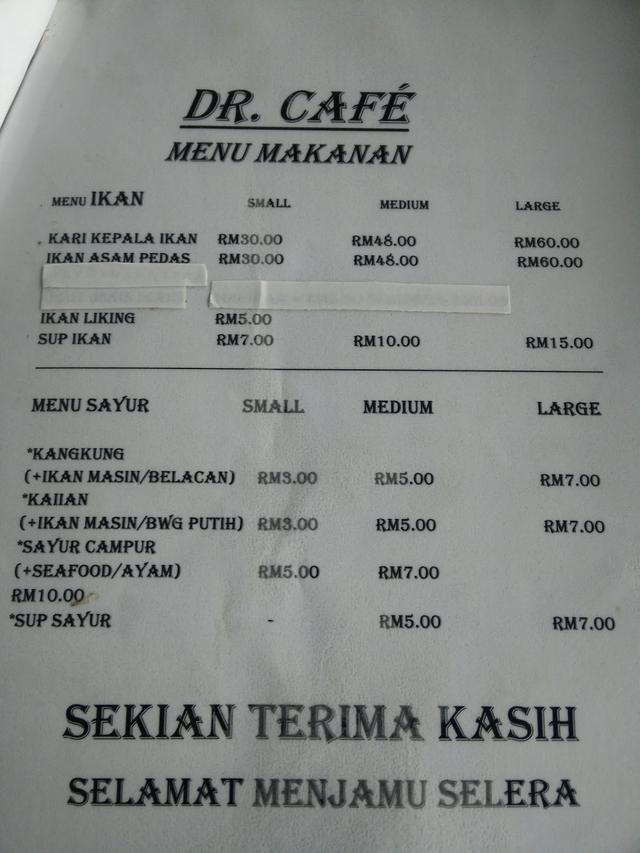 DR. CAFÉ
MENU MAKANAN
MENU IKAN SMALL MEDIUM LARGE
KARI KEPALA IKAN RM30.00 RM48.00 RM60.00
IKAN ASAM PEDAS RM30.00 RM48.00 RM60.00
IKAN LIKING RM5.00
SUP IKAN RM7.00 RM10.00 RM15.00
MENU SAYUR SMALL MEDIUM LARGE
*KANGKUNG
(+IKAN MASIN/BELACAN) RM3.00 RM5.00 RM7.00
*KAIIAN
(+IKAN MASIN/BWG PUTIH) RM3.00 RM5.00 RM7.00
*SAYUR CAMPUR
(+SEAFOOD/AYAM) RM5.00 RM7.00
RM10.00
*SUP SAYUR - RM5.00 RM7.00
SEKIAN TERIMA KASIH
SELAMAT MENJAMU SELERA